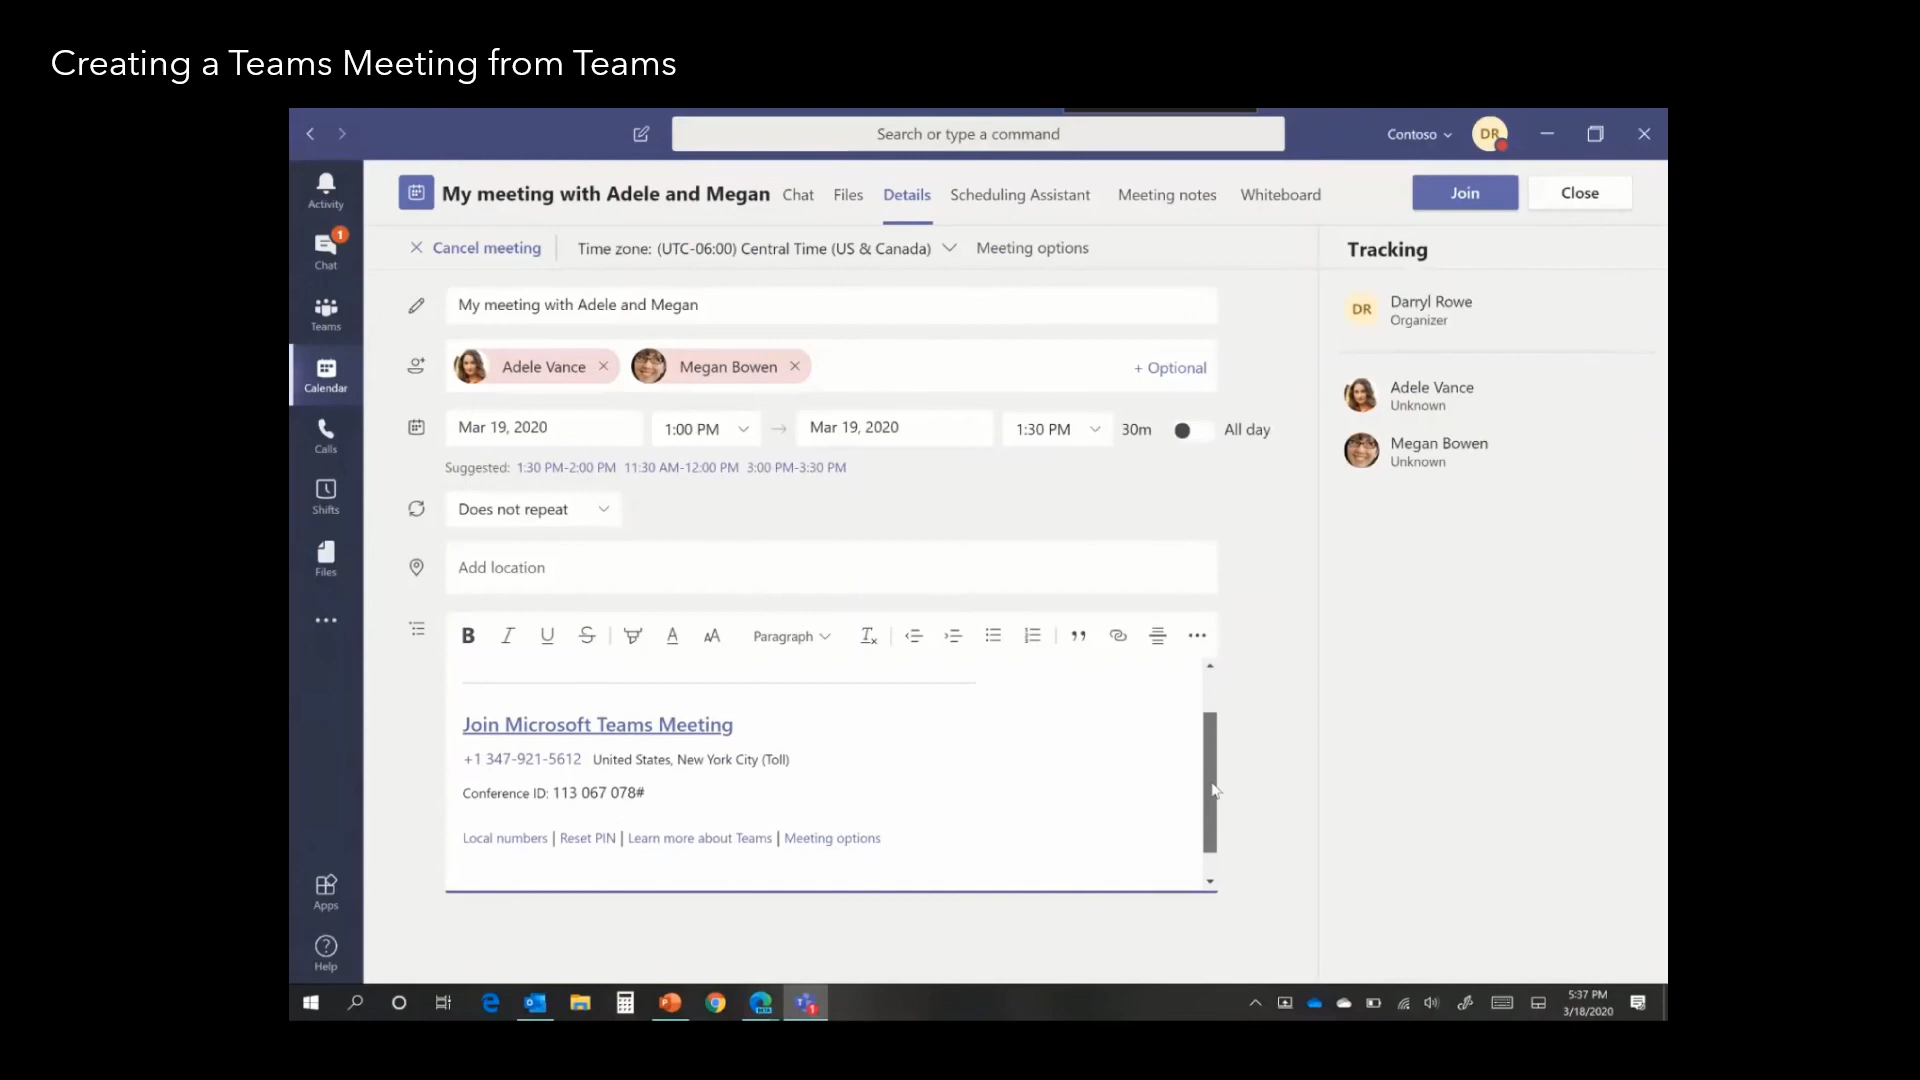 Creating a Teams Meeting from Teams
Search or type a command
Contoso
DR
Activity
1
Chat
Teams
Calendar
Calls
Shifts
Files
Apps
Help
My meeting with Adele and Megan
Chat
Files
Details
Scheduling Assistant
Meeting notes
Whiteboard
Join
Close
Cancel meeting
Time zone: (UTC-06:00) Central Time (US & Canada)
Meeting options
My meeting with Adele and Megan
Adele Vance
Megan Bowen
+ Optional
Mar 19, 2020
1:00 PM
Mar 19, 2020
1:30 PM
30m
All day
Suggested: 1:30 PM-2:00 PM 11:30 AM-12:00 PM 3:00 PM-3:30 PM
Does not repeat
Add location
Paragraph
Join Microsoft Teams Meeting
+1 347-921-5612 United States, New York City (Toll)
Conference ID: 113 067 078#
Local numbers | Reset PIN | Learn more about Teams | Meeting options
Tracking
DR
Darryl Rowe
Organizer
Adele Vance
Unknown
Megan Bowen
Unknown
5:37 PM
3/18/2020